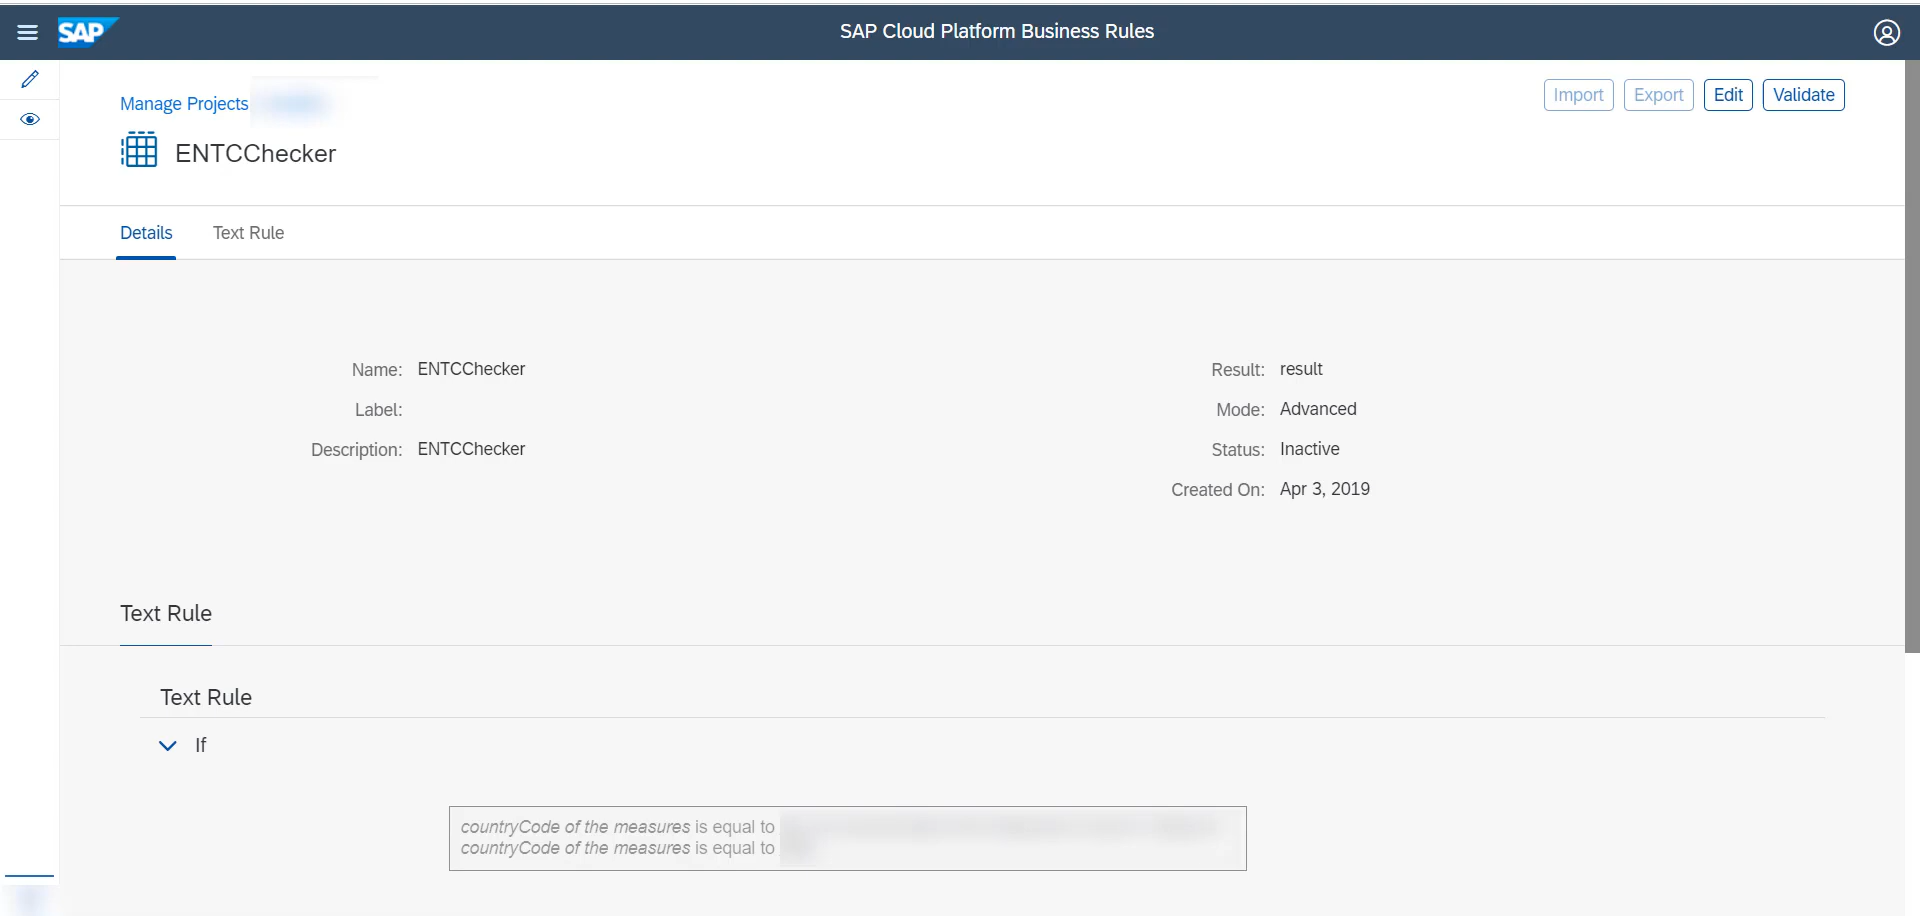 SAP
SAP Cloud Platform Business Rules
Manage Projects
Import
Export
Edit
Validate
ENTCChecker
Details
Text Rule
Name: ENTCChecker
Label:
Description: ENTCChecker
Result: result
Mode: Advanced
Status: Inactive
Created On: Apr 3, 2019
Text Rule
Text Rule
If
countryCode of the measures is equal to
countryCode of the measures is equal to